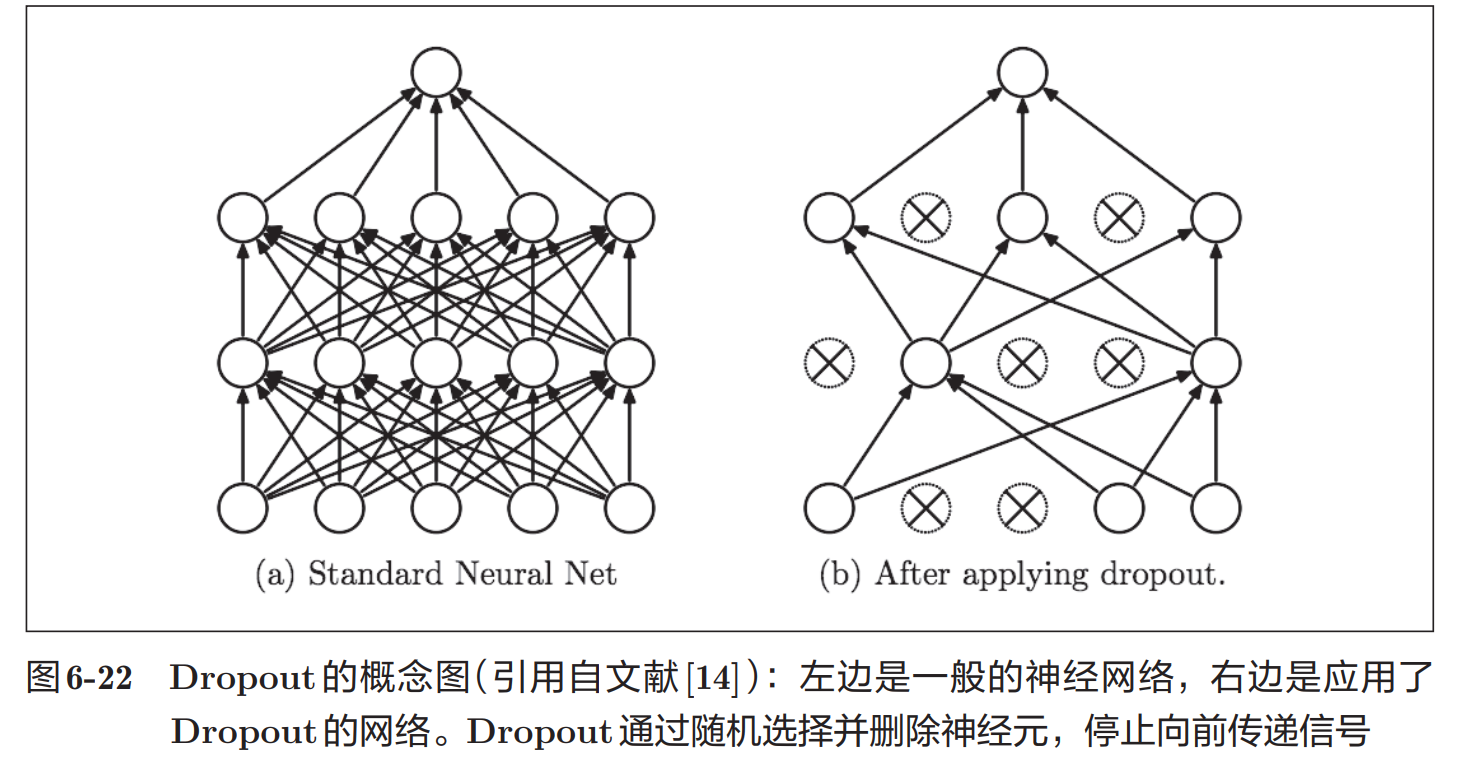 (a) Standard Neural Net
(b) After applying dropout.
图6-22 Dropout的概念图(引用自文献[14])：左边是一般的神经网络，右边是应用了
Dropout的网络。Dropout通过随机选择并删除神经元，停止向前传递信号